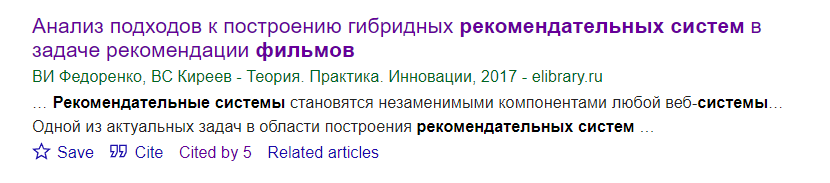 Анализ подходов к построению гибридных рекомендательных систем в
задаче рекомендации фильмов
ВИ Федоренко, ВС Киреев - Теория. Практика. Инновации, 2017 - elibrary.ru
... Рекомендательные системы становятся незаменимыми компонентами любой веб-системы...
Одной из актуальных задач в области построения рекомендательных систем ...
Save Cite Cited by 5 Related articles